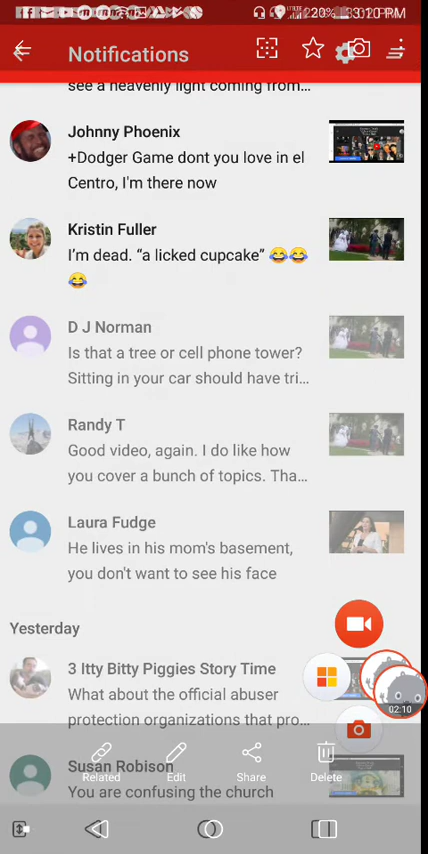 Notifications
see a heavenly light coming from...
Johnny Phoenix
+Dodger Game dont you love in el
Centro, I'm there now
Kristin Fuller
I'm dead. “a licked cupcake” 😂😂
😂
D J Norman
Is that a tree or cell phone tower?
Sitting in your car should have tri...
Randy T
Good video, again. I do like how
you cover a bunch of topics. Tha...
Laura Fudge
He lives in his mom's basement,
you don't want to see his face
Yesterday
3 Itty Bitty Piggies Story Time
What about the official abuser
protection organizations that pro...
02:10
Susan Robison
Related Edit Share Delete
You are confusing the church